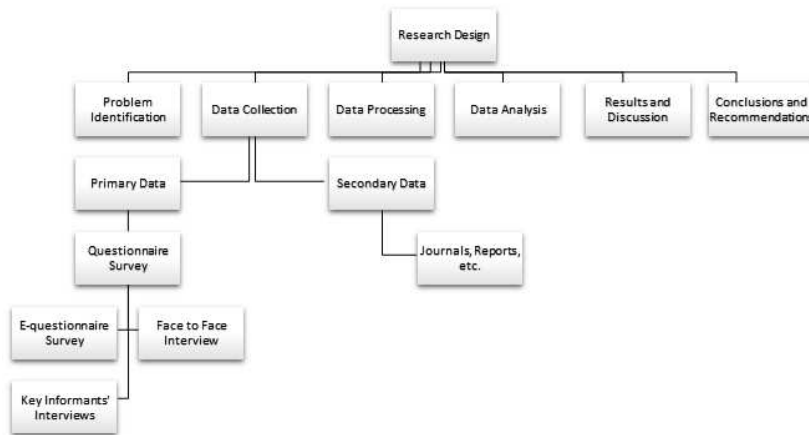 Research Design
Problem
Identification
Data Collection
Data Processing
Data Analysis
Results and
Discussion
Conclusions and
Recommendations
Primary Data
Secondary Data
Questionnaire
Survey
Journals, Reports,
etc.
E-questionnaire
Survey
Face to Face
Interview
Key Informants'
Interviews